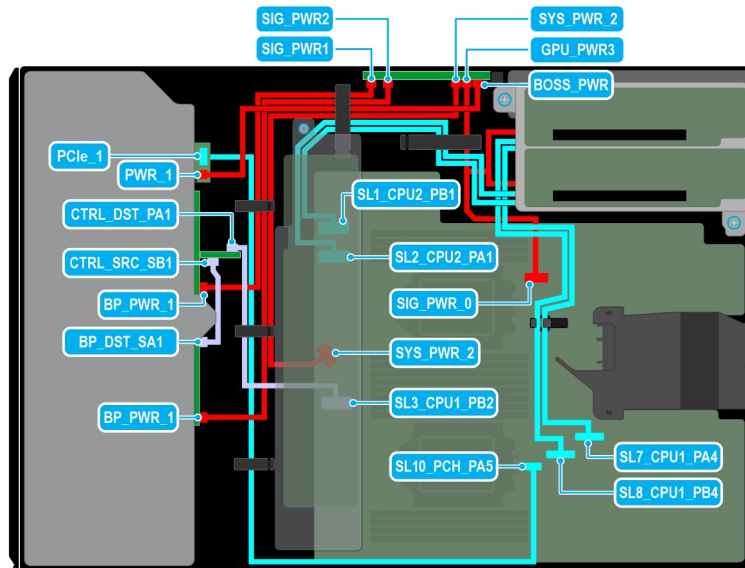 SIG_PWR2
SYS_PWR_2
SIG_PWR1
GPU_PWR3
BOSS_PWR
PCIe_1
PWR_1
SL1_CPU2_PB1
CTRL_DST_PA1
SL2_CPU2_PA1
CTRL_SRC_SB1
BP_PWR_1
SIG_PWR_0
BP_DST_SA1
SYS_PWR_2
SL3_CPU1_PB2
BP_PWR_1
SL7_CPU1_PA4
SL10_PCH_PA5
SL8_CPU1_PB4